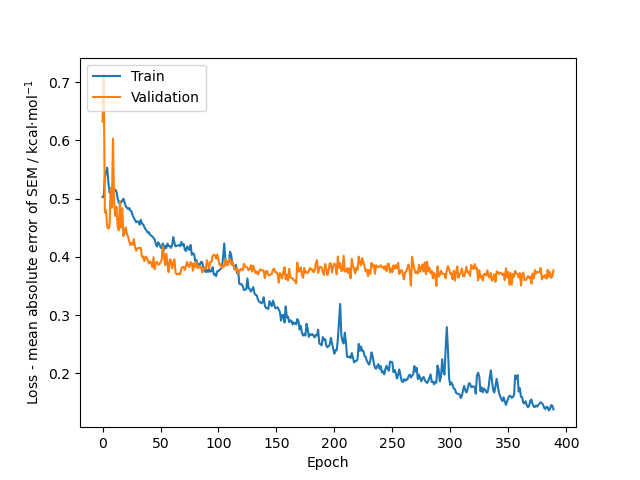 Train
Validation
0.7
0.6
0.5
0.4
0.3
0.2
Loss - mean absolute error of SEM / kcal·mol⁻¹
0 50 100 150 200 250 300 350 400
Epoch